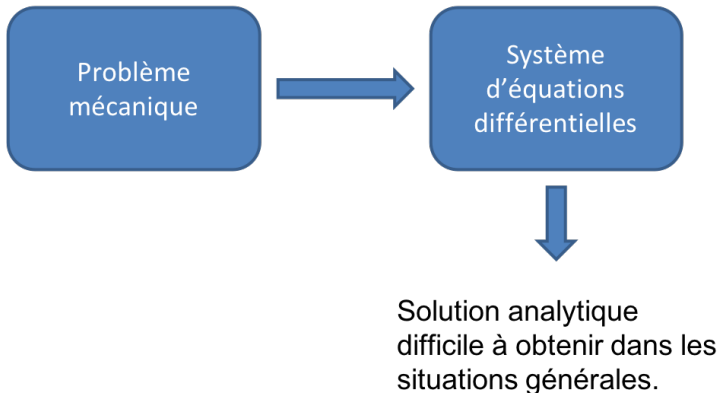 Problème
mécanique
Système
d'équations
différentielles
Solution analytique
difficile à obtenir dans les
situations générales.